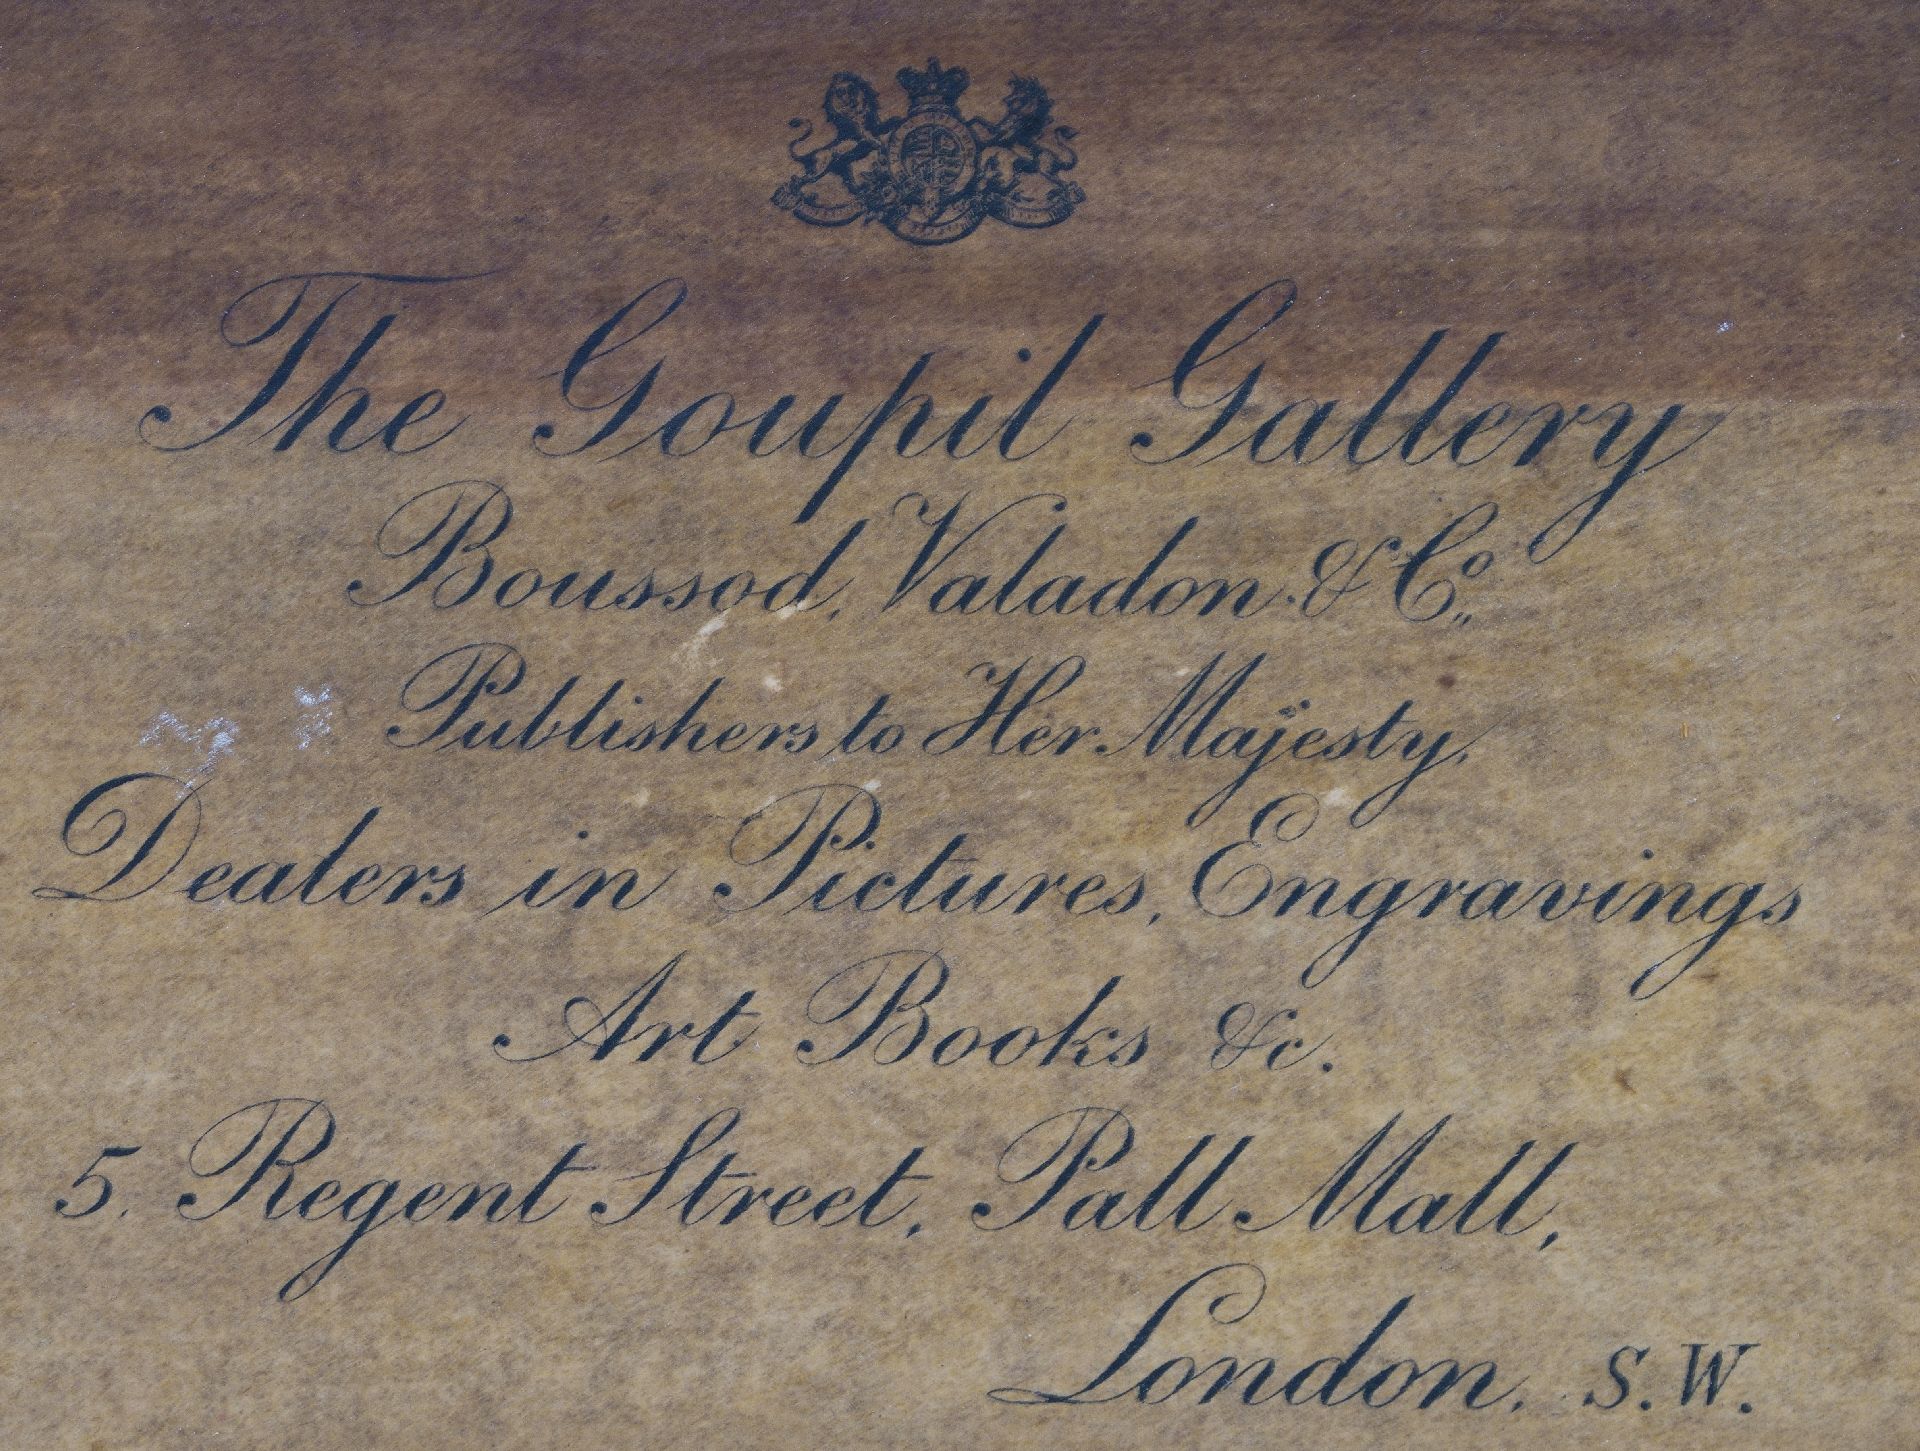 The Goupil Gallery
Boussod, Valadon & Co.,
Publishers to Her Majesty,
Dealers in Pictures, Engravings
Art Books &c.
5, Regent Street, Pall Mall,
London, S.W.